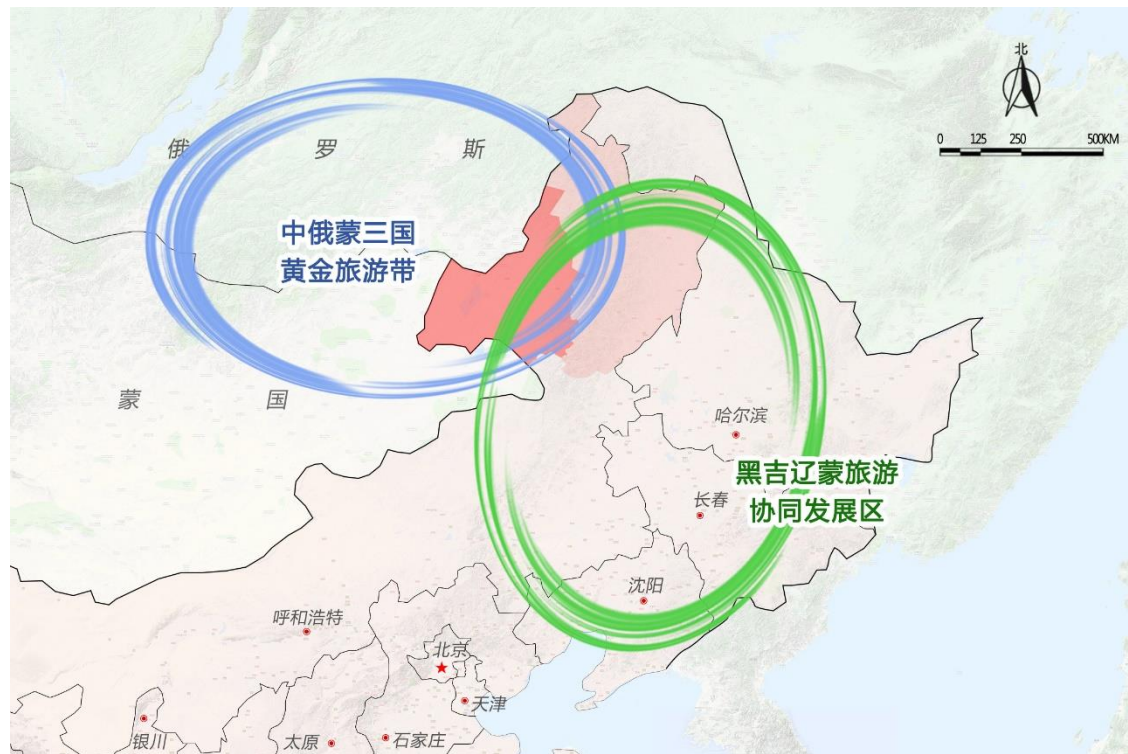 北
0 125 250 500KM
俄 罗 斯
中俄蒙三国
黄金旅游带
蒙 国
哈尔滨
黑吉辽蒙旅游
协同发展区
长春
沈阳
呼和浩特
北京
天津
银川
太原
石家庄